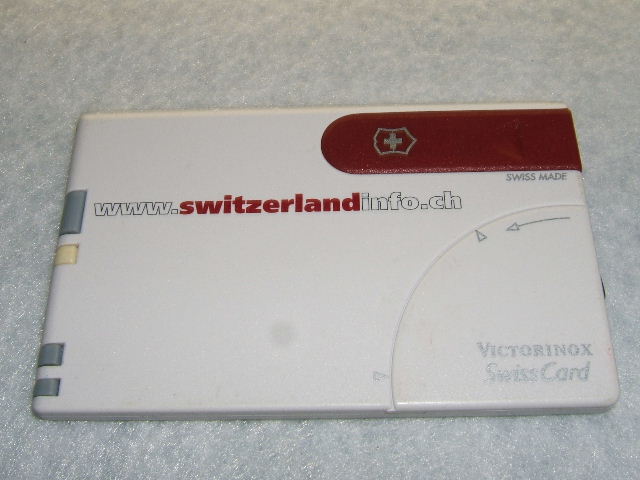 SWISS MADE
www.switzerlandinfo.ch
VICTORINOX
SwissCard